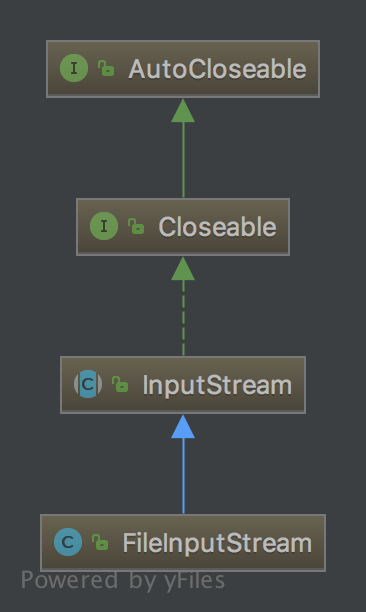 I AutoCloseable
I Closeable
C InputStream
C FileInputStream
Powered by yFiles